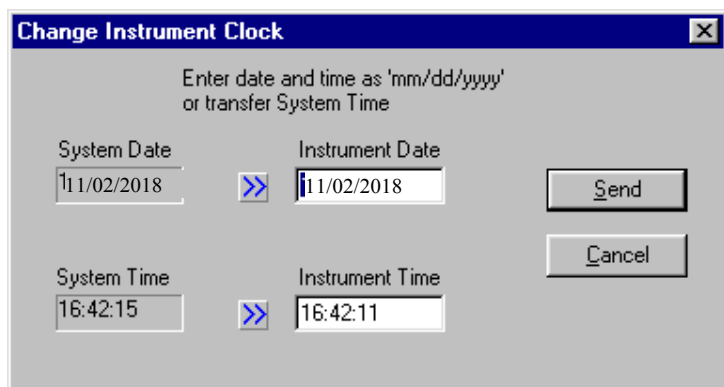 Change Instrument Clock
Enter date and time as 'mm/dd/yyyy'
or transfer System Time
System Date
Instrument Date
11/02/2018
>>
11/02/2018
Send
Cancel
System Time
Instrument Time
16:42:15
>>
16:42:11